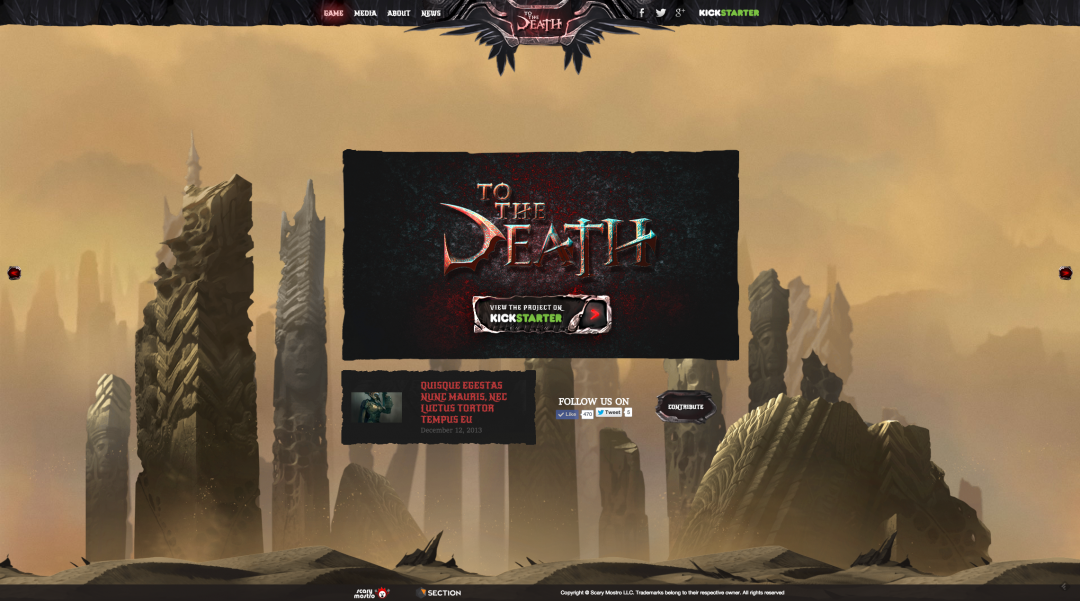 GAME MEDIA ABOUT NEWS
TO
THE
DEATH
KICKSTARTER
TO
THE
DEATH
VIEW THE PROJECT ON
KICKSTARTER
QUISQUE EGESTAS
NUNC MAURIS, NEC
LUCTUS TORTOR
TEMPUS EU
December 12, 2013
FOLLOW US ON
Like 470 Tweet 5
CONTRIBUTE
scary
mostro
SECTION
Copyright © Scary Mostro LLC. Trademarks belong to their respective owner. All rights reserved